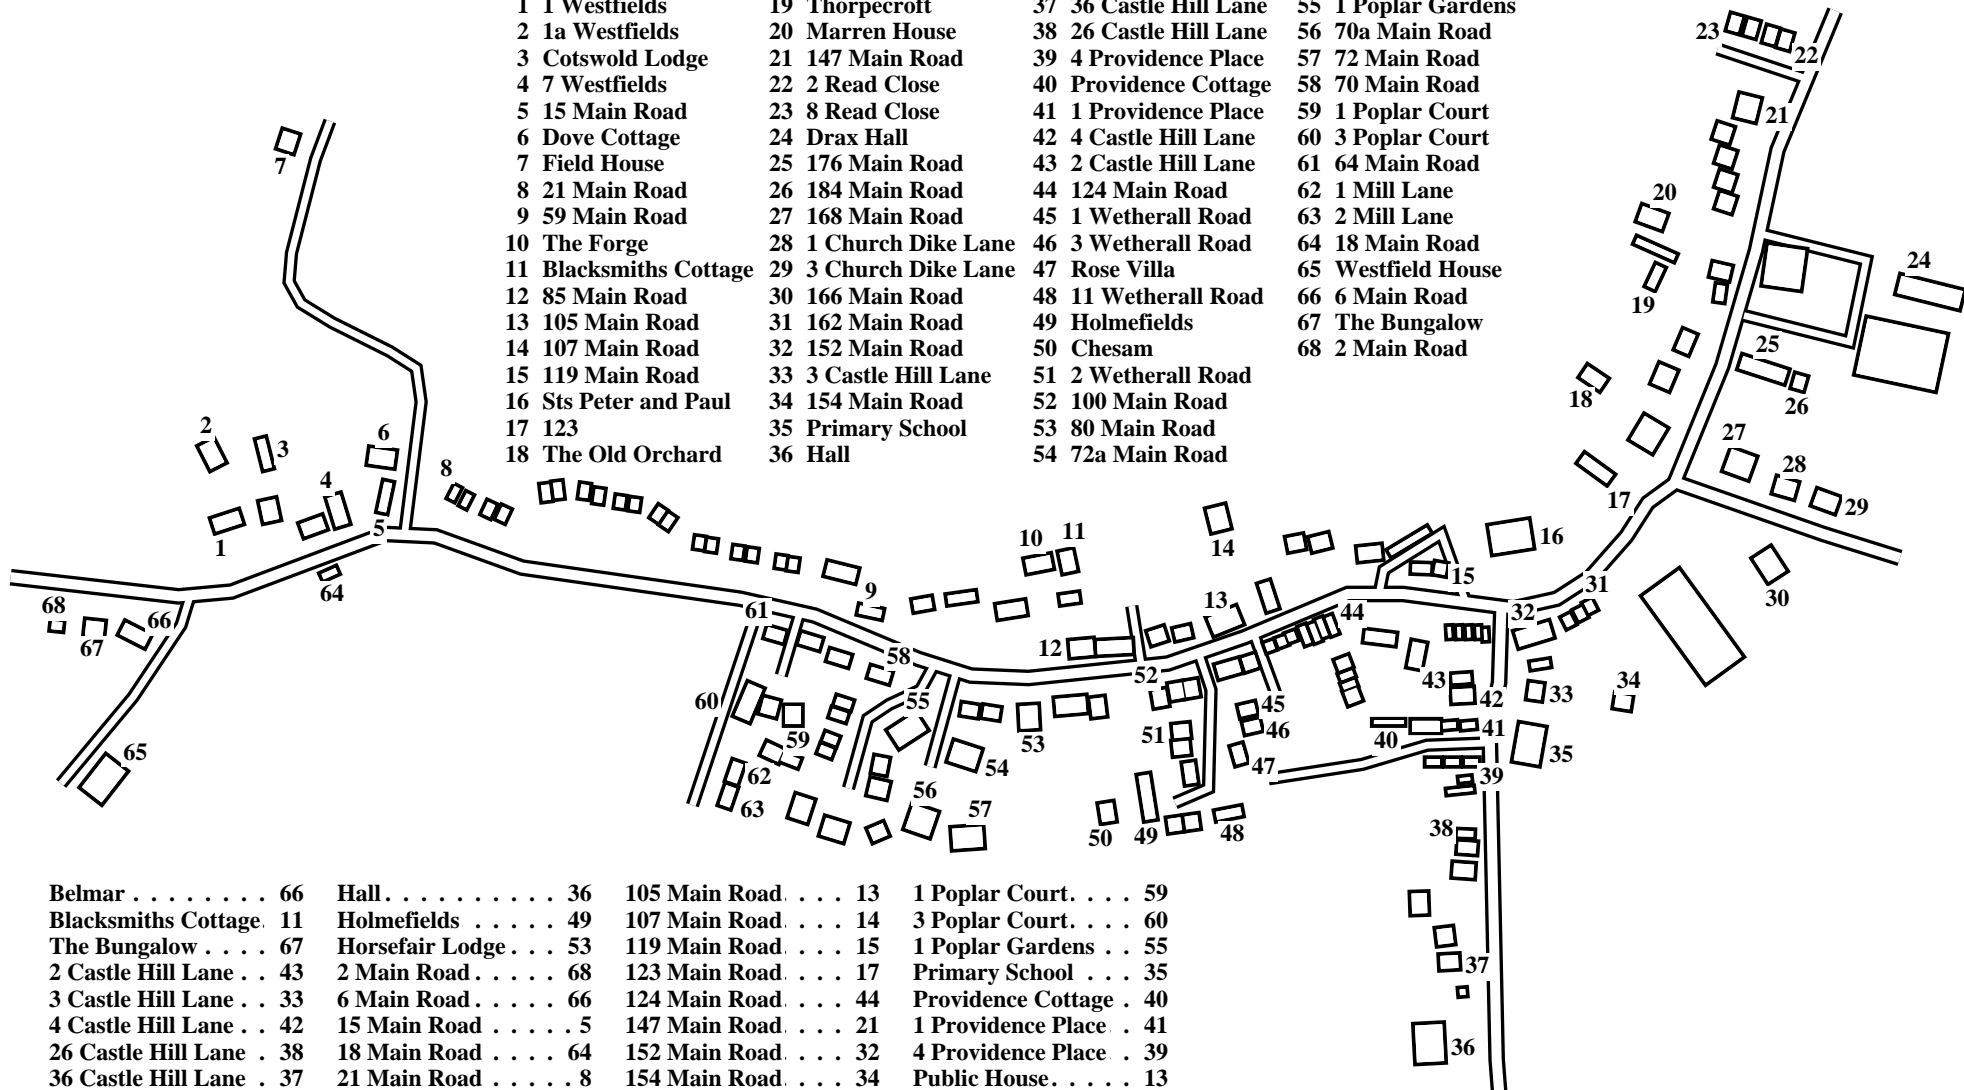 1 1 Westfields
2 1a Westfields
3 Cotswold Lodge
4 7 Westfields
5 15 Main Road
6 Dove Cottage
7 Field House
8 21 Main Road
9 59 Main Road
10 The Forge
11 Blacksmiths Cottage
12 85 Main Road
13 105 Main Road
14 107 Main Road
15 119 Main Road
16 Sts Peter and Paul
17 123
18 The Old Orchard
19 Thorpecroft
20 Marren House
21 147 Main Road
22 2 Read Close
23 8 Read Close
24 Drax Hall
25 176 Main Road
26 184 Main Road
27 168 Main Road
28 1 Church Dike Lane
29 3 Church Dike Lane
30 166 Main Road
31 162 Main Road
32 152 Main Road
33 3 Castle Hill Lane
34 154 Main Road
35 Primary School
36 Hall
37 36 Castle Hill Lane
38 26 Castle Hill Lane
39 4 Providence Place
40 Providence Cottage
41 1 Providence Place
42 4 Castle Hill Lane
43 2 Castle Hill Lane
44 124 Main Road
45 1 Wetherall Road
46 3 Wetherall Road
47 Rose Villa
48 11 Wetherall Road
49 Holmefields
50 Chesam
51 2 Wetherall Road
52 100 Main Road
53 80 Main Road
54 72a Main Road
55 1 Poplar Gardens
56 70a Main Road
57 72 Main Road
58 70 Main Road
59 1 Poplar Court
60 3 Poplar Court
61 64 Main Road
62 1 Mill Lane
63 2 Mill Lane
64 18 Main Road
65 Westfield House
66 6 Main Road
67 The Bungalow
68 2 Main Road
23
22
21
7
20
24
19
25
18
26
2
3
6
4
8
27
28
17
29
1
5
10
11
14
16
15
31
30
64
9
61
13
44
32
68
66
67
12
58
52
43
42
33
34
60
55
45
46
51
41
59
53
40
35
65
62
54
47
39
63
56
57
50
49
48
38
37
36
Belmar . . . . . . . . 66
Blacksmiths Cottage. 11
The Bungalow . . . . 67
2 Castle Hill Lane . . 43
3 Castle Hill Lane . . 33
4 Castle Hill Lane . . 42
26 Castle Hill Lane . 38
36 Castle Hill Lane . 37
Hall . . . . . . . . . . 36
Holmefields . . . . . 49
Horsefair Lodge . . . 53
2 Main Road . . . . . 68
6 Main Road . . . . . 66
15 Main Road . . . . . 5
18 Main Road . . . . 64
21 Main Road . . . . . 8
105 Main Road. . . . 13
107 Main Road. . . . 14
119 Main Road. . . . 15
123 Main Road. . . . 17
124 Main Road. . . . 44
147 Main Road. . . . 21
152 Main Road. . . . 32
154 Main Road. . . . 34
1 Poplar Court. . . . 59
3 Poplar Court. . . . 60
1 Poplar Gardens . . 55
Primary School . . . 35
Providence Cottage . 40
1 Providence Place . 41
4 Providence Place . . 39
Public House. . . . . 13